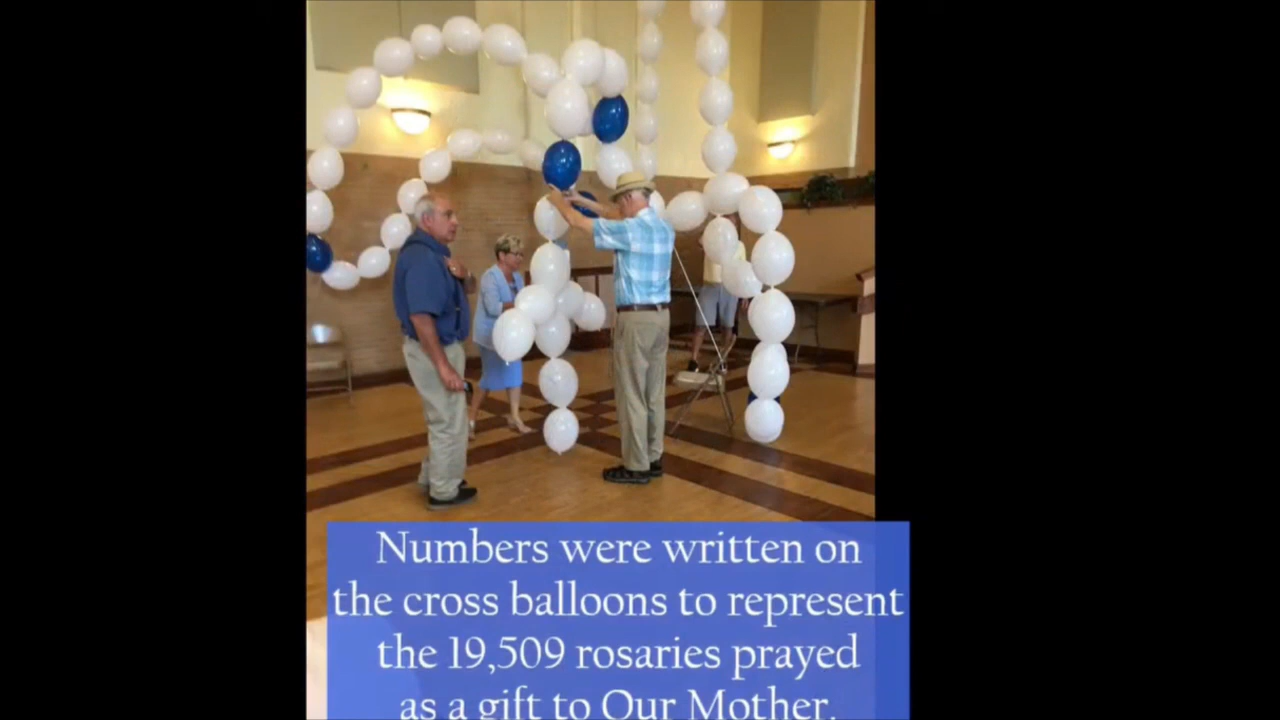 Numbers were written on
the cross balloons to represent
the 19,509 rosaries prayed
as a gift to Our Mother.